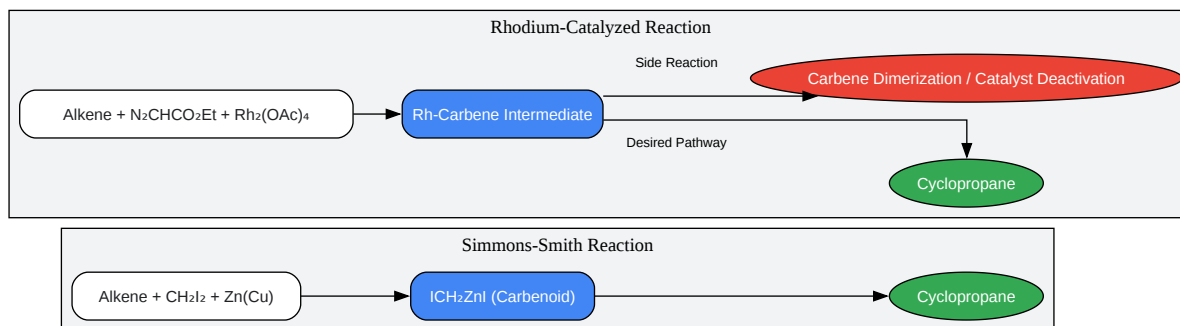 Rhodium-Catalyzed Reaction
Side Reaction
Carbene Dimerization / Catalyst Deactivation
Alkene + N₂CHCO₂Et + Rh₂(OAc)₄
Rh-Carbene Intermediate
Desired Pathway
Cyclopropane
Simmons-Smith Reaction
Alkene + CH₂I₂ + Zn(Cu)
ICH₂ZnI (Carbenoid)
Cyclopropane